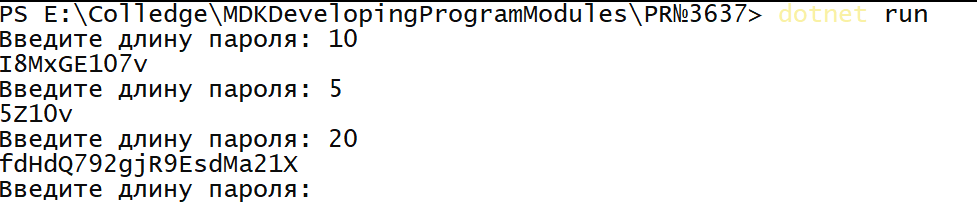 PS E:\Colledge\MDKDevelopingProgramModules\PR№3637> dotnet run
Введите длину пароля: 10
I8MxGE107v
Введите длину пароля: 5
5Z10v
Введите длину пароля: 20
fdHdQ792gjR9EsdMa21X
Введите длину пароля: